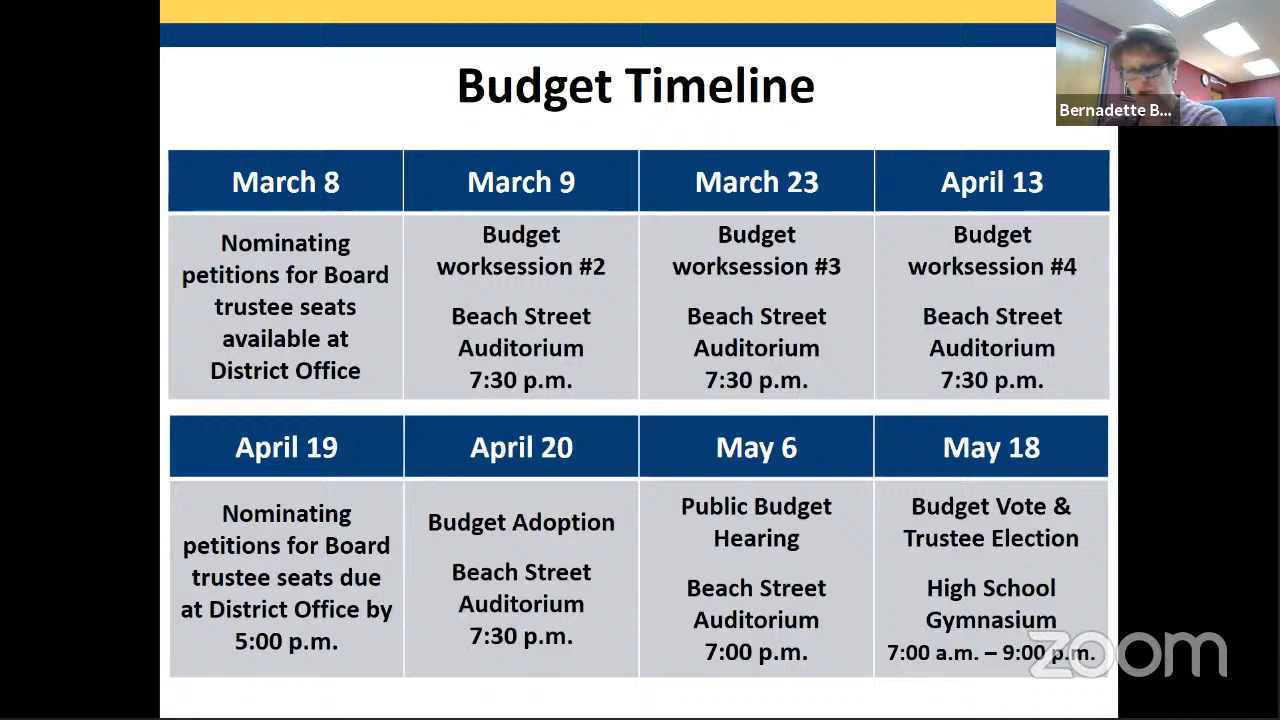 Budget Timeline
Bernadette B...
March 8
March 9
March 23
April 13
Nominating
petitions for Board
trustee seats
available at
District Office
Budget
worksession #2
Beach Street
Auditorium
7:30 p.m.
Budget
worksession #3
Beach Street
Auditorium
7:30 p.m.
Budget
worksession #4
Beach Street
Auditorium
7:30 p.m.
April 19
April 20
May 6
May 18
Nominating
petitions for Board
trustee seats due
at District Office by
5:00 p.m.
Budget Adoption
Beach Street
Auditorium
7:30 p.m.
Public Budget
Hearing
Beach Street
Auditorium
7:00 p.m.
Budget Vote &
Trustee Election
High School
Gymnasium
7:00 a.m. – 9:00 p.m.
zoom